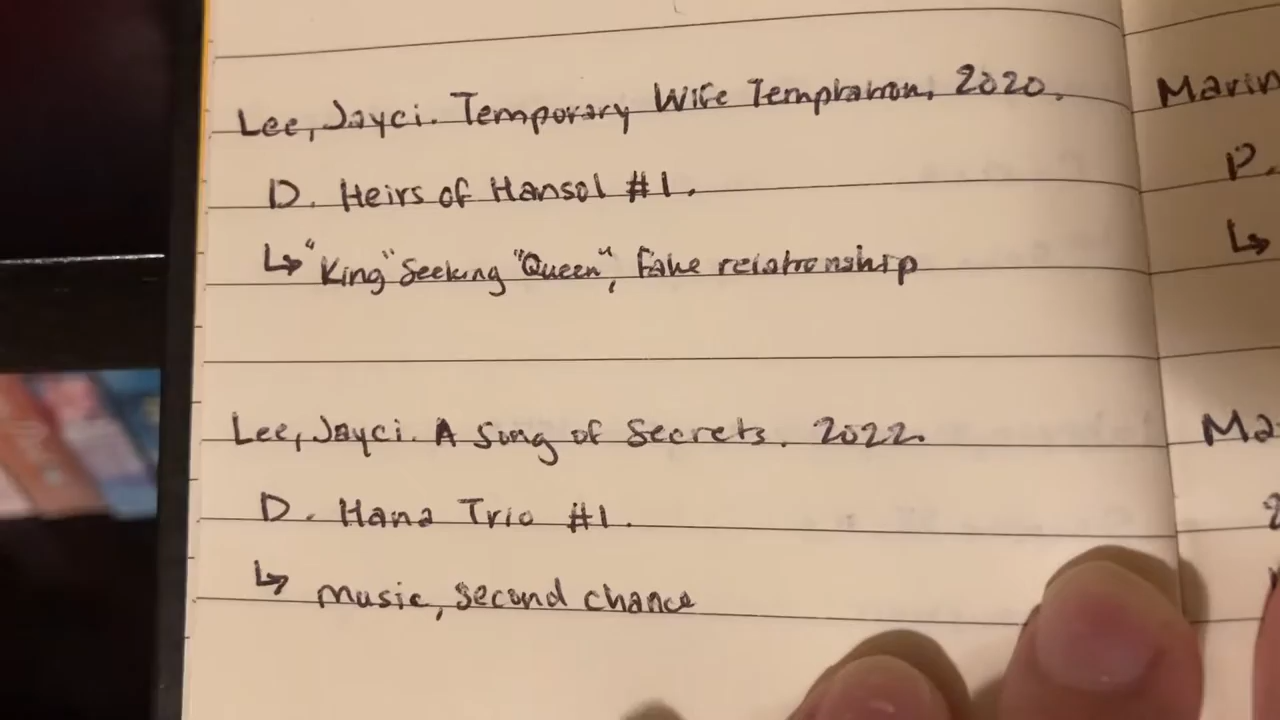 Lee, Jayci. Temporary Wife Temptation. 2020.
D. Heirs of Hansol #1.
↳ "King" Seeking "Queen", fake relationship
Lee, Jayci. A Song of Secrets. 2022.
D. Hana Trio #1.
↳ music, second chance
Marin
P.
↳
Ma